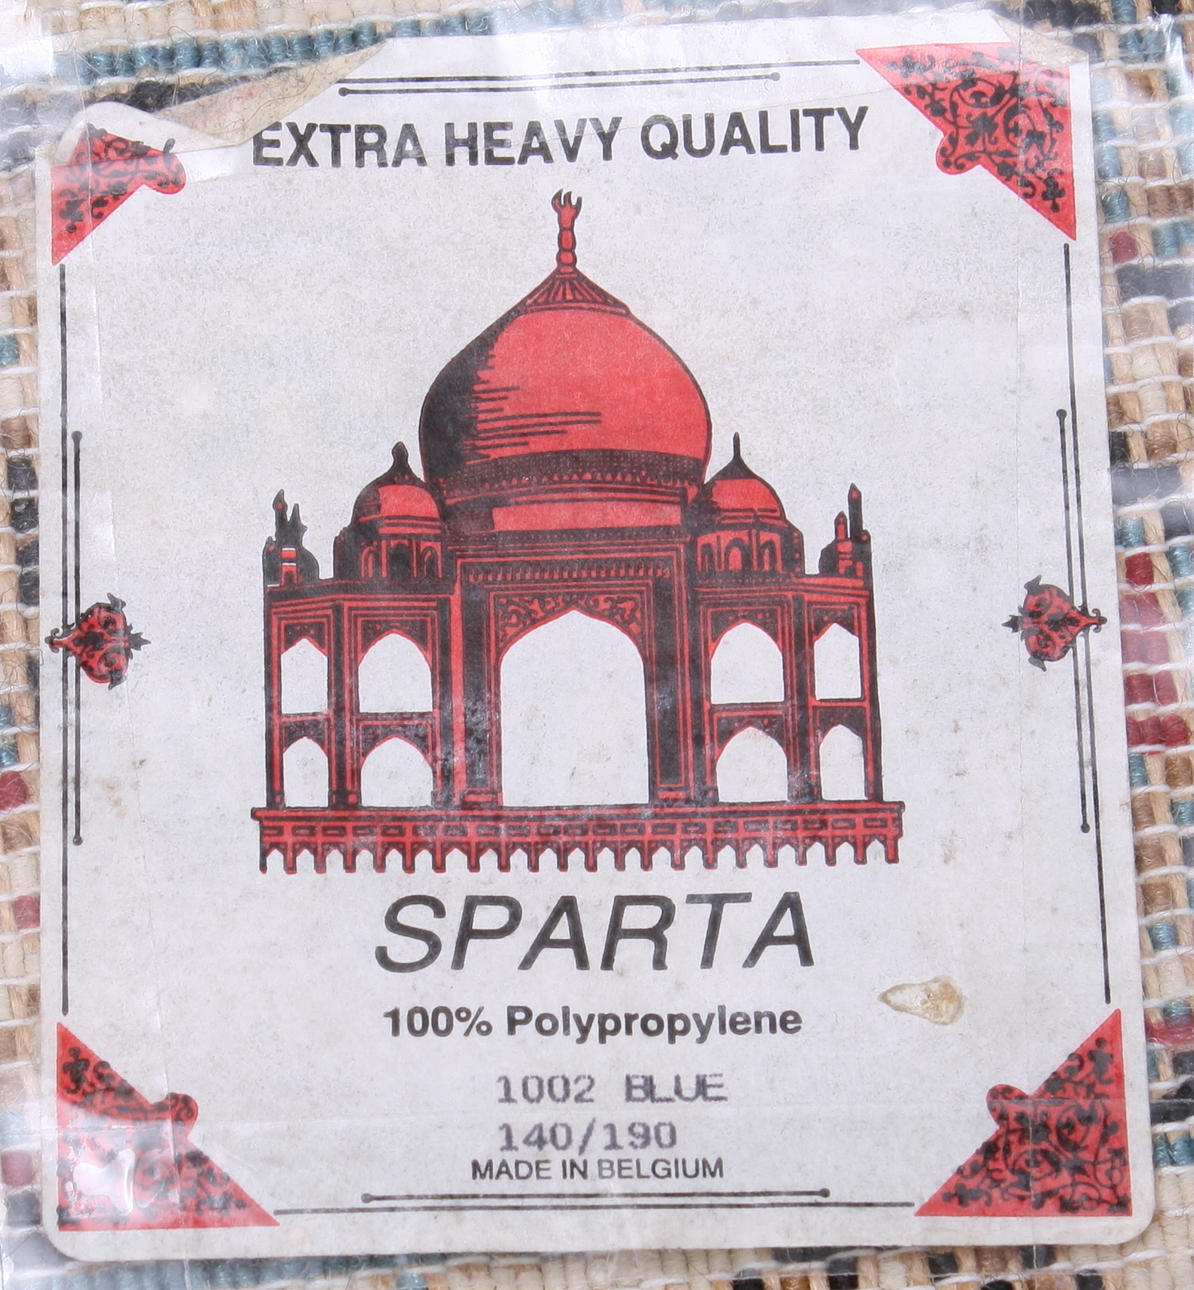 EXTRA HEAVY QUALITY
SPARTA
100% Polypropylene
1002 BLUE
140/190
MADE IN BELGIUM